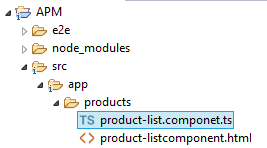 APM
e2e
node_modules
src
app
products
TS product-list.componet.ts
product-listcomponent.html